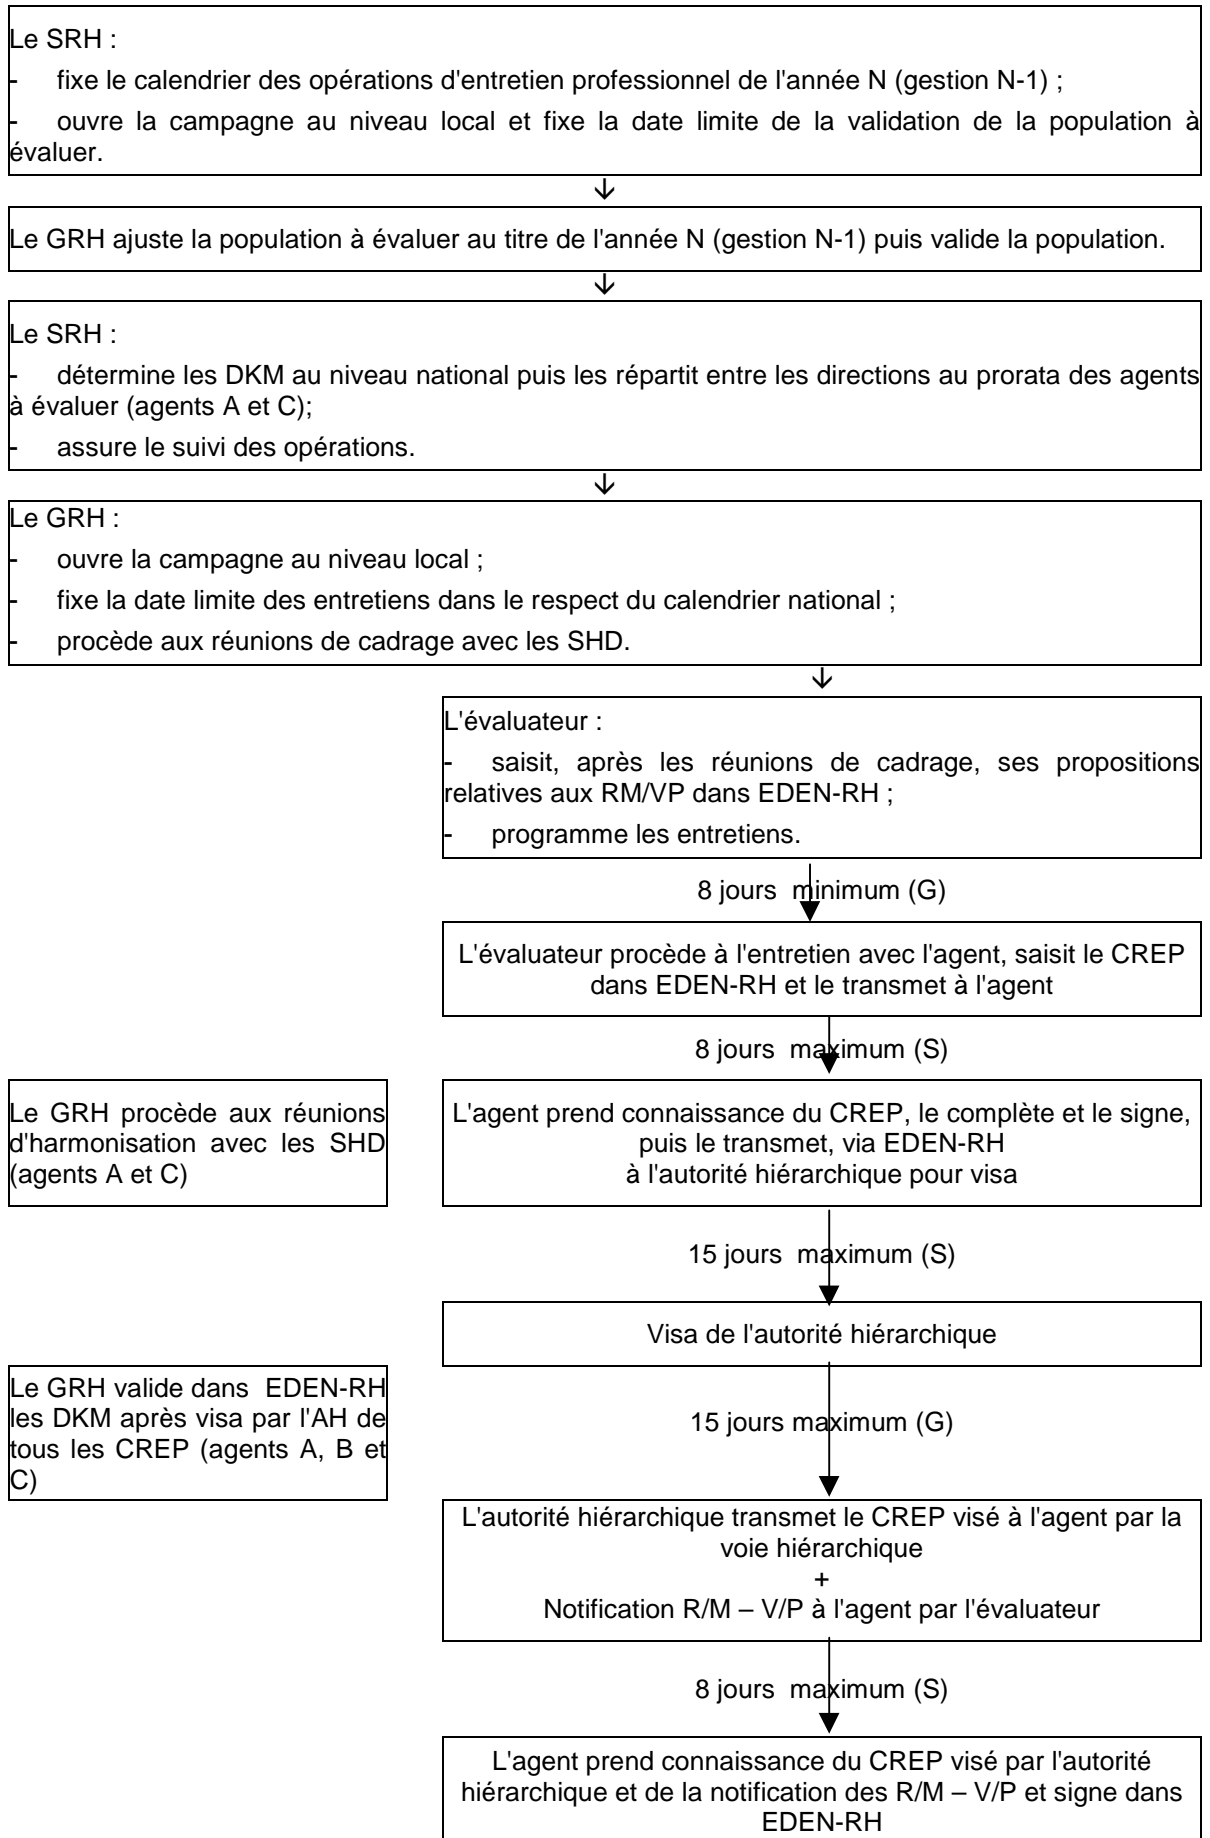 Le SRH :
- fixe le calendrier des opérations d'entretien professionnel de l'année N (gestion N-1) ;
- ouvre la campagne au niveau local et fixe la date limite de la validation de la population à
évaluer.
Le GRH ajuste la population à évaluer au titre de l'année N (gestion N-1) puis valide la population.
Le SRH :
- détermine les DKM au niveau national puis les répartit entre les directions au prorata des agents
à évaluer (agents A et C);
- assure le suivi des opérations.
Le GRH :
- ouvre la campagne au niveau local ;
- fixe la date limite des entretiens dans le respect du calendrier national ;
- procède aux réunions de cadrage avec les SHD.
L'évaluateur :
- saisit, après les réunions de cadrage, ses propositions
relatives aux RM/VP dans EDEN-RH ;
- programme les entretiens.
8 jours minimum (G)
L'évaluateur procède à l'entretien avec l'agent, saisit le CREP
dans EDEN-RH et le transmet à l'agent
8 jours maximum (S)
Le GRH procède aux réunions
d'harmonisation avec les SHD
(agents A et C)
L'agent prend connaissance du CREP, le complète et le signe,
puis le transmet, via EDEN-RH
à l'autorité hiérarchique pour visa
15 jours maximum (S)
Visa de l'autorité hiérarchique
Le GRH valide dans EDEN-RH
les DKM après visa par l'AH de
tous les CREP (agents A, B et
C)
15 jours maximum (G)
L'autorité hiérarchique transmet le CREP visé à l'agent par la
voie hiérarchique
+
Notification R/M – V/P à l'agent par l'évaluateur
8 jours maximum (S)
L'agent prend connaissance du CREP visé par l'autorité
hiérarchique et de la notification des R/M – V/P et signe dans
EDEN-RH